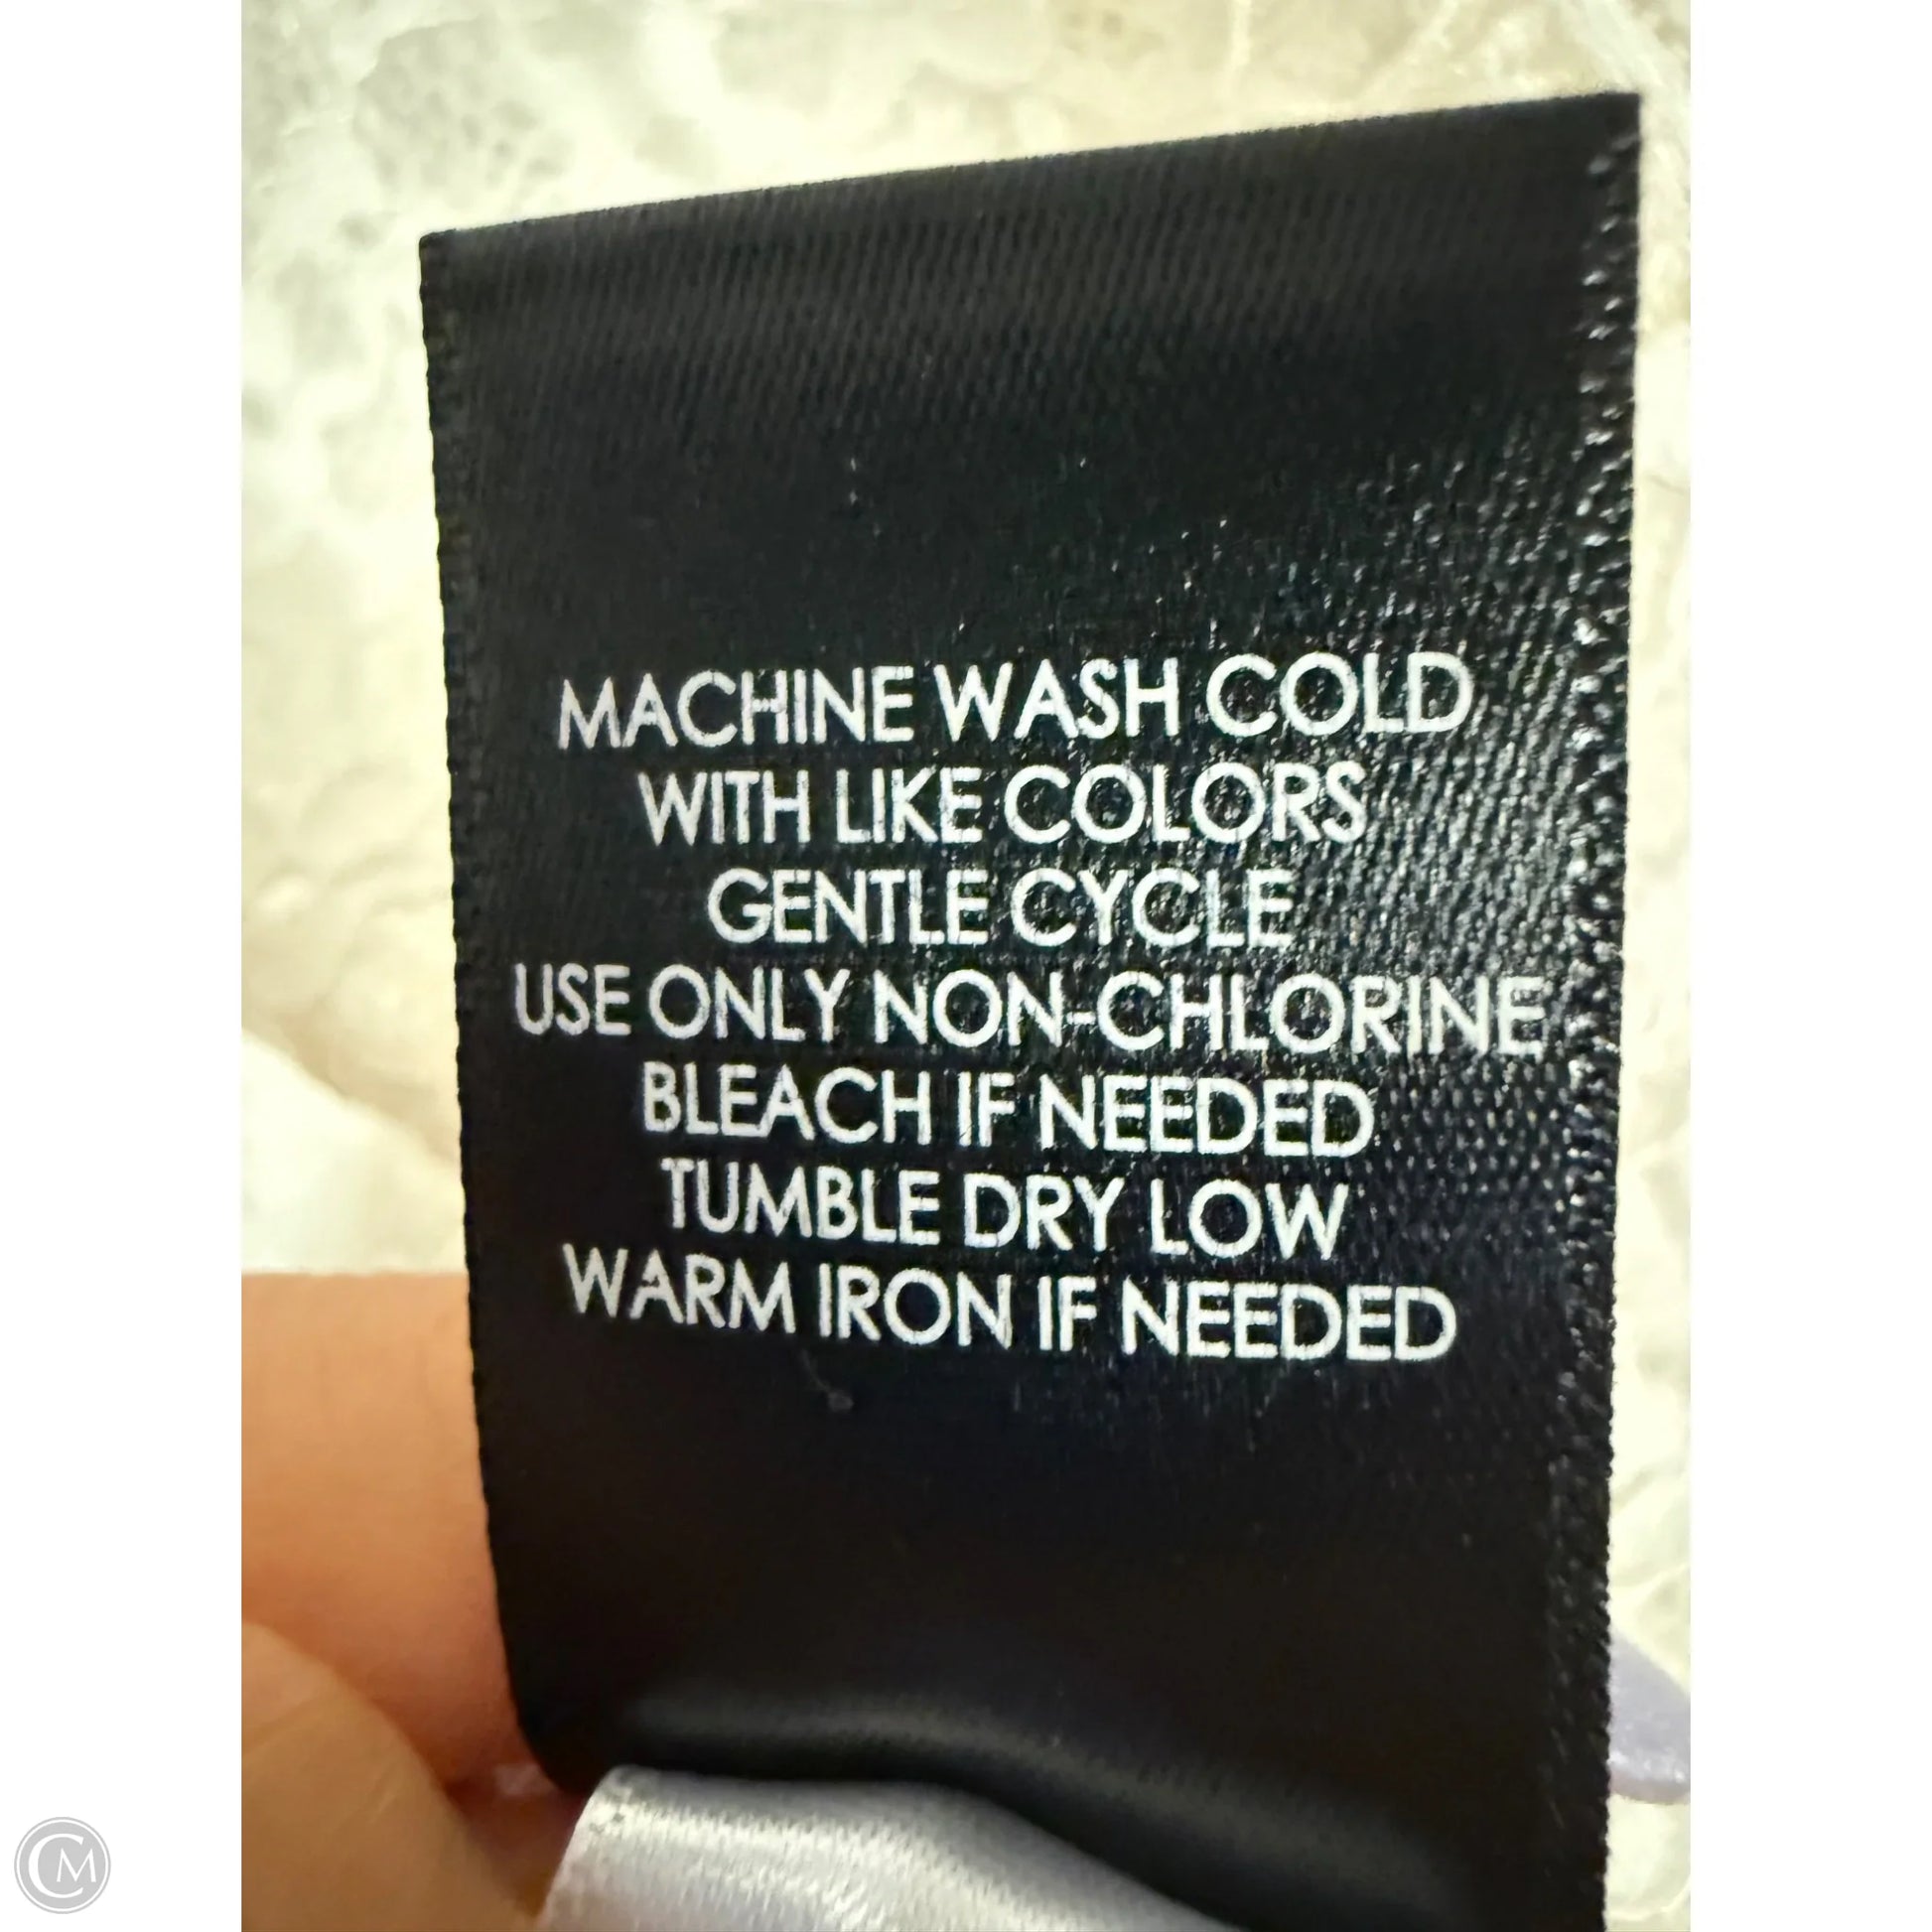 MACHINE WASH COLD
WITH LIKE COLORS
GENTLE CYCLE
USE ONLY NON-CHLORINE
BLEACH IF NEEDED
TUMBLE DRY LOW
WARM IRON IF NEEDED
CM